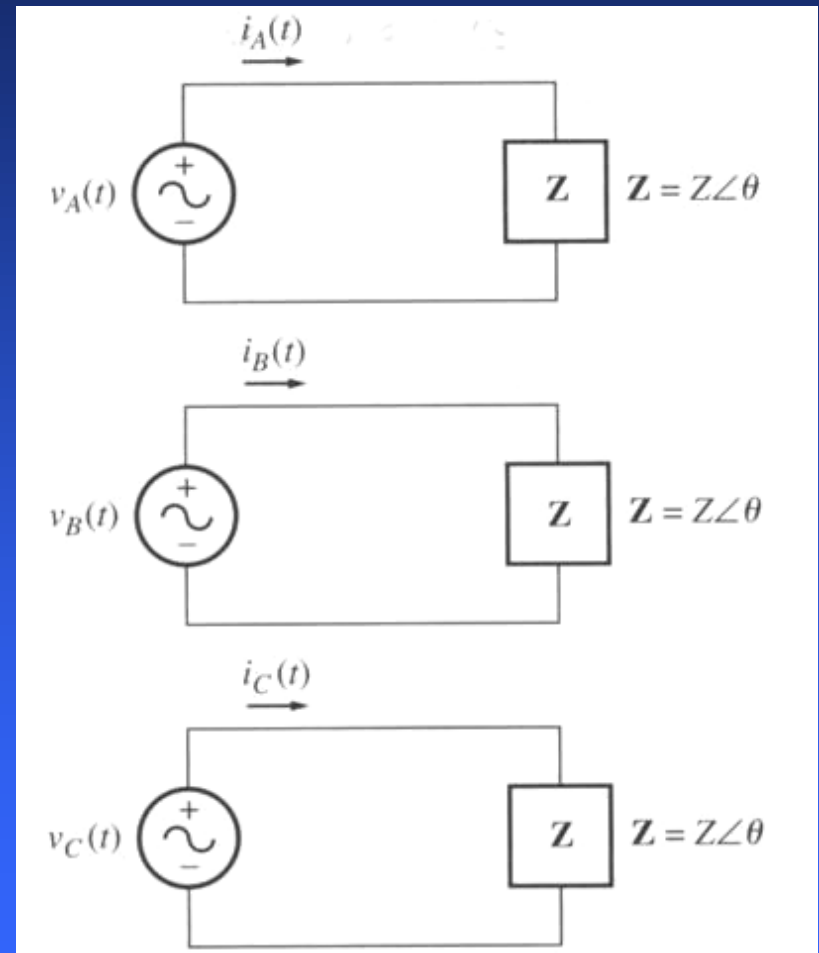 i_A(t)
+
v_A(t)
−
Z
Z = Z∠θ
i_B(t)
+
v_B(t)
−
Z
Z = Z∠θ
i_C(t)
+
v_C(t)
−
Z
Z = Z∠θ